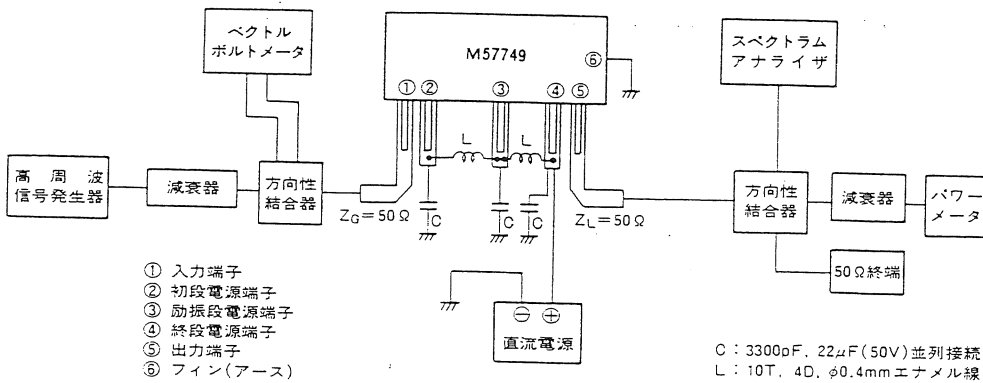 ベクトル
ボルトメータ
M57749
⑥
スペクトラム
アナライザ
① ② ③ ④ ⑤
L L
高周波
信号発生器
減衰器
方向性
結合器
Z_G=50Ω
C
C
C
Z_L=50Ω
方向性
結合器
減衰器
パワー
メータ
50Ω終端
① 入力端子
② 初段電源端子
③ 励振段電源端子
④ 終段電源端子
⑤ 出力端子
⑥ フィン(アース)
⊖ ⊕
直流電源
C:3300pF, 22μF(50V)並列接続
L:10T, 4D, φ0.4mmエナメル線